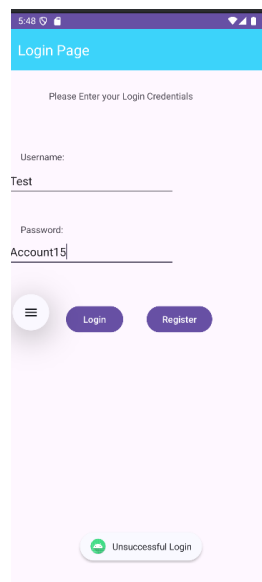 5:48
Login Page
Please Enter your Login Credentials
Username:
Test
Password:
Account15
Login Register
Unsuccessful Login